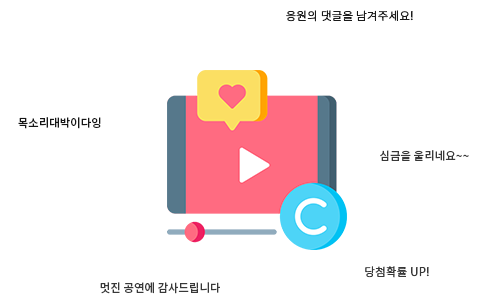 응원의 댓글을 남겨주세요!
목소리대박이다잉
심금을 울리네요~~
C
당첨확률 UP!
멋진 공연에 감사드립니다